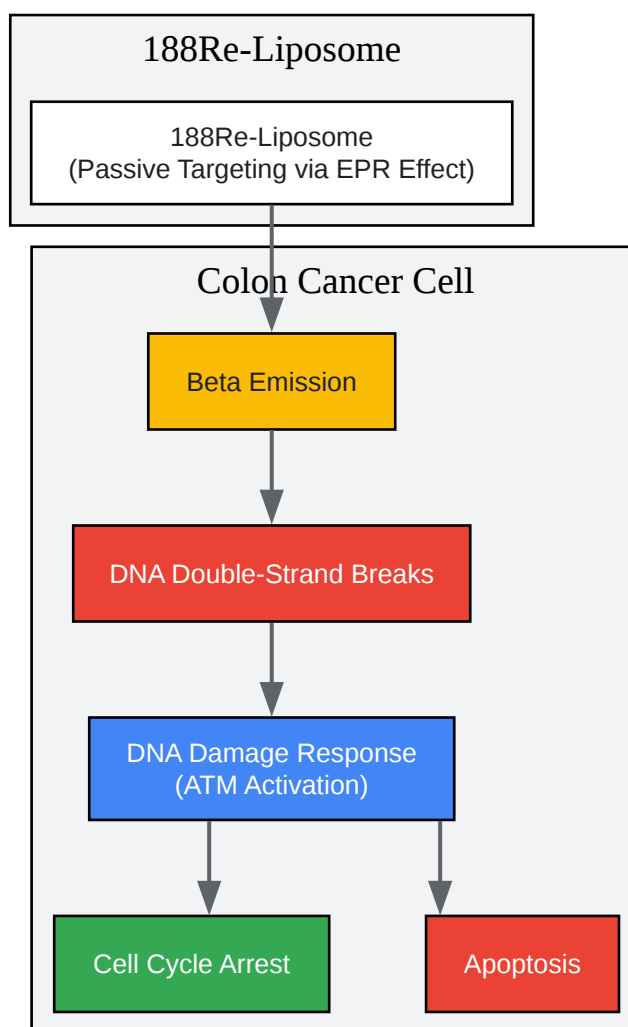 188Re-Liposome
188Re-Liposome
(Passive Targeting via EPR Effect)
Colon Cancer Cell
Beta Emission
DNA Double-Strand Breaks
DNA Damage Response
(ATM Activation)
Cell Cycle Arrest
Apoptosis